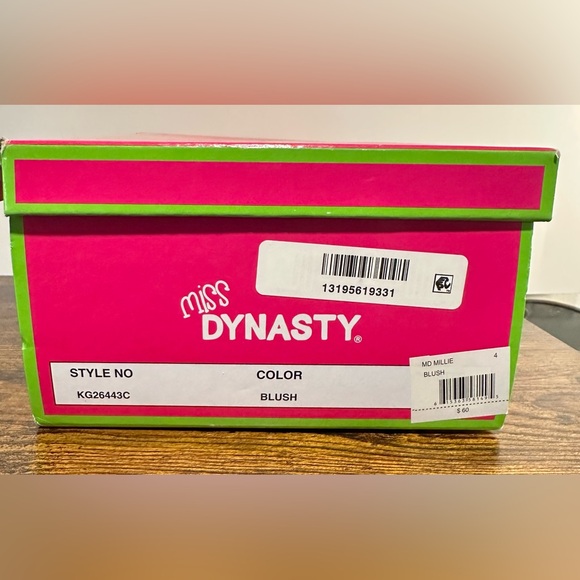 13195619331
miss
DYNASTY®
STYLE NO COLOR
KG26443C BLUSH
MD MILLIE 4
BLUSH
$ 60